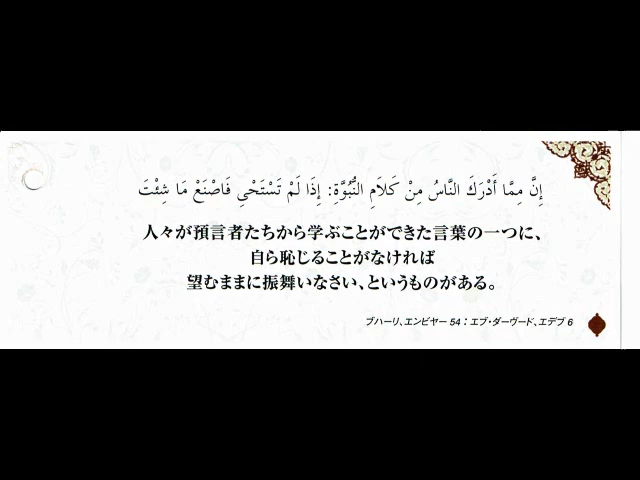 إِنَّ مِمَّا أَدْرَكَ النَّاسُ مِنْ كَلاَمِ النُّبُوَّةِ: إِذَا لَمْ تَسْتَحْيِ فَاصْنَعْ مَا شِئْتَ
人々が預言者たちから学ぶことができた言葉の一つに、
自ら恥じることがなければ
望むままに振舞いなさい、というものがある。
ブハーリ、エンビヤー 54：エブ・ダーヴード、エデブ 6